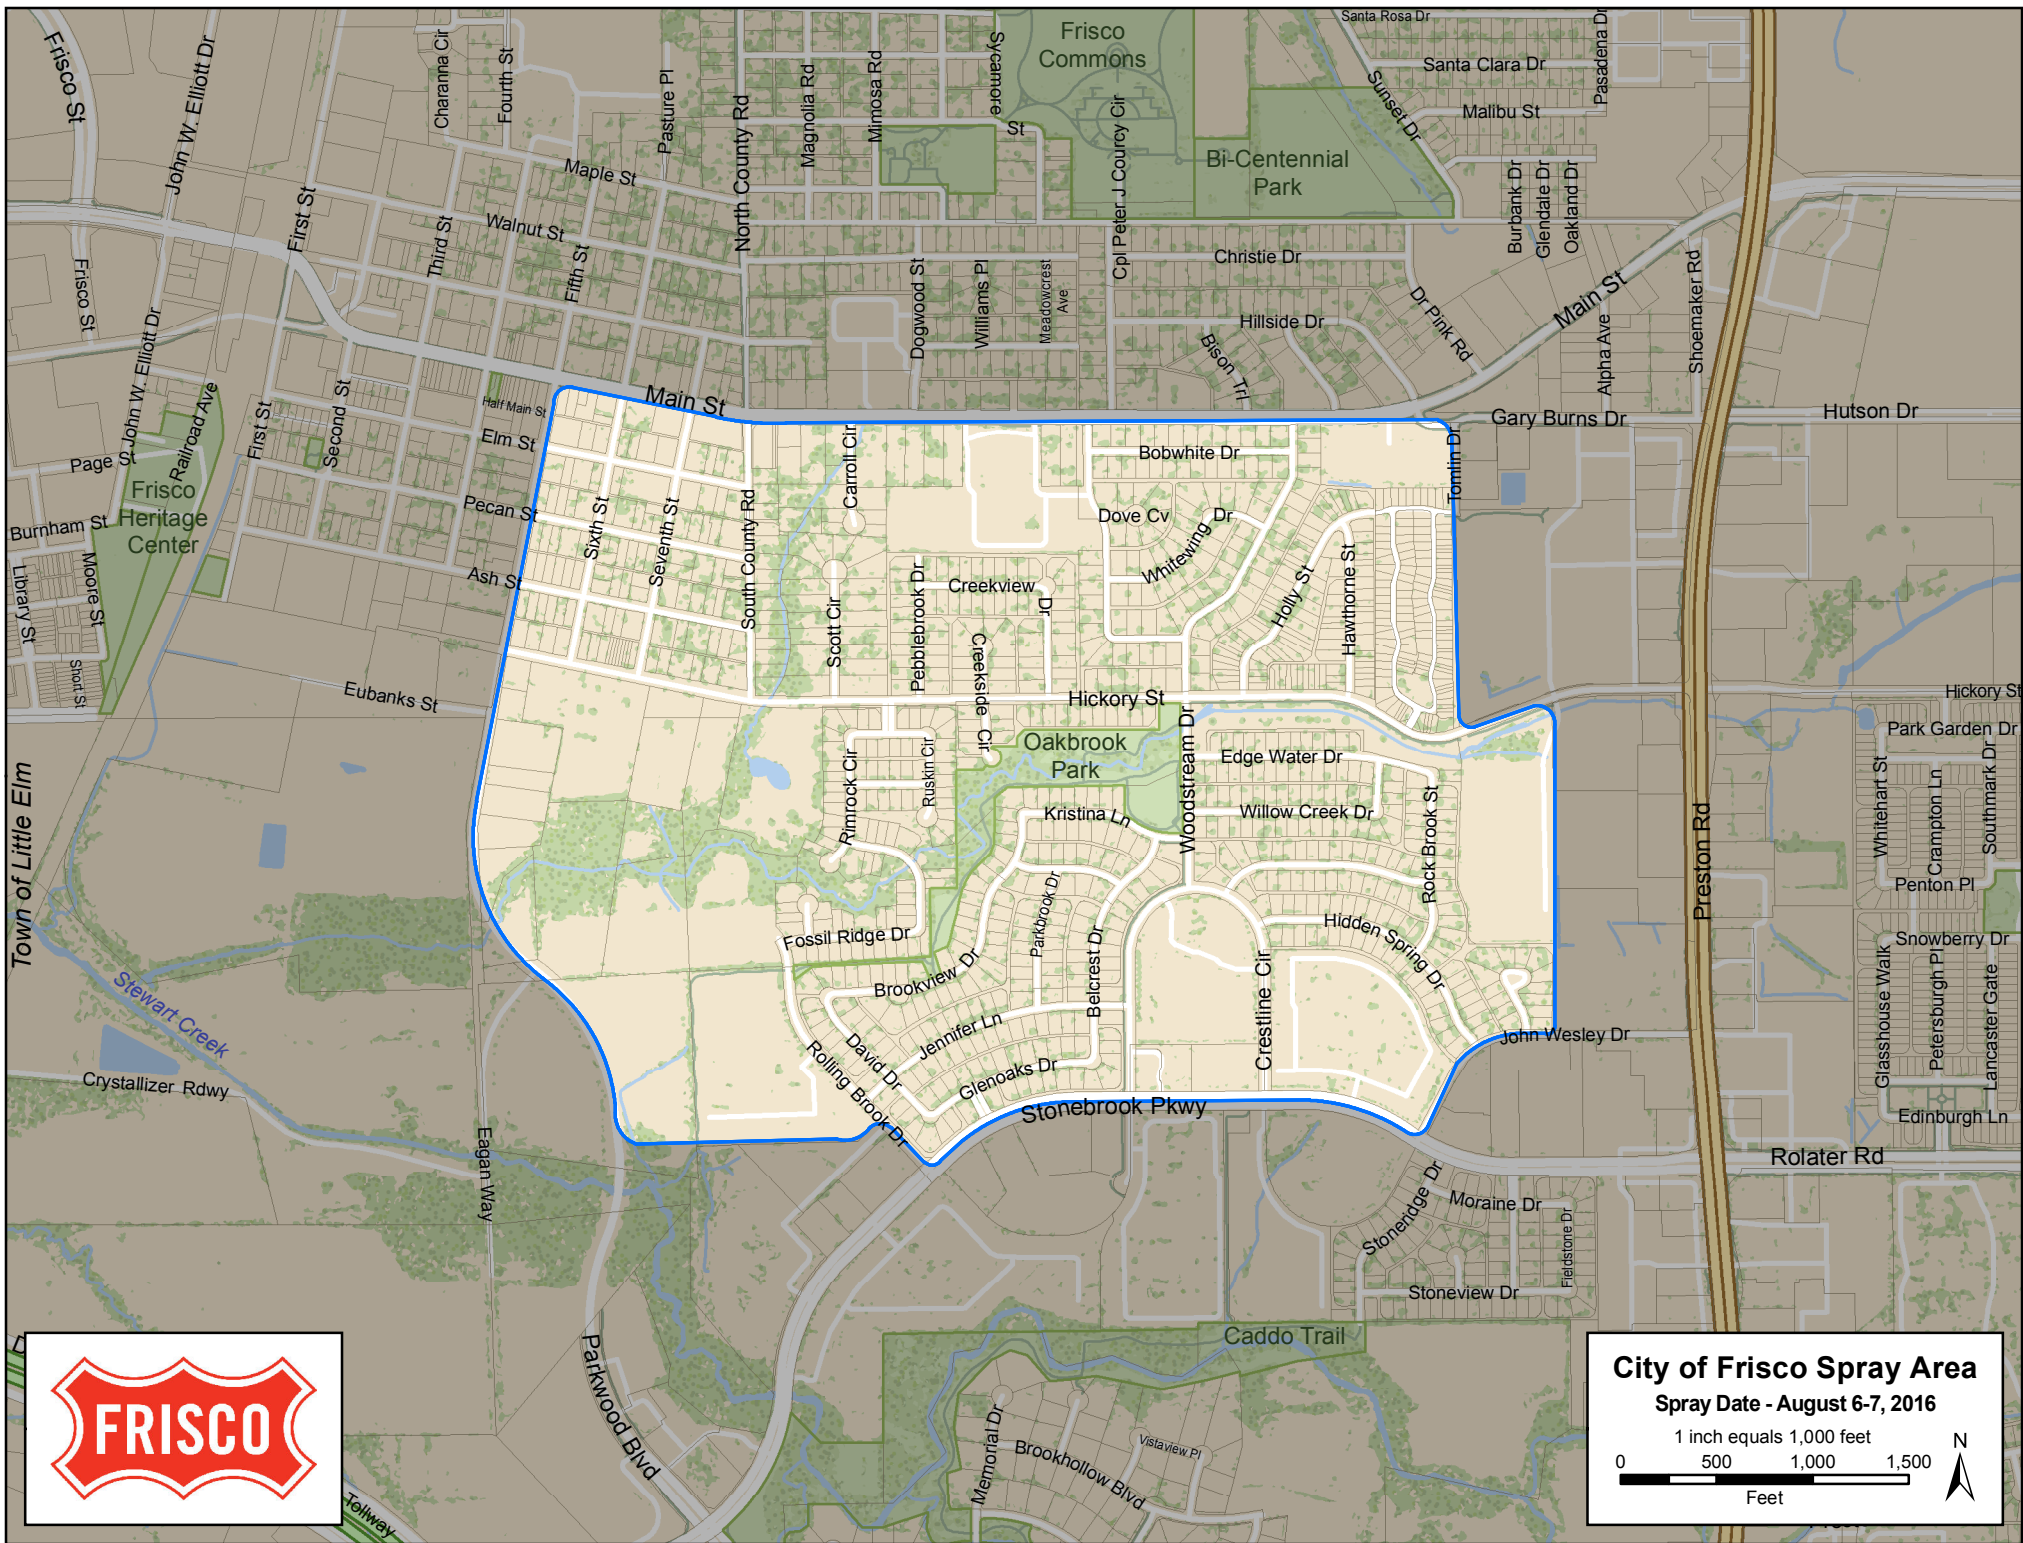 Frisco St
John W. Elliott Dr
Charanna Cir
Fourth St
Pasture Pl
North County Rd
Magnolia Rd
Mimosa Rd
Sycamore
St
Frisco
Commons
Cpl Peter J Courcy Cir
Bi-Centennial
Park
Santa Rosa Dr
Santa Clara Dr
Sunset Dr
Malibu St
Pasadena Dr
Burbank Dr
Glendale Dr
Oakland Dr
Maple St
Walnut St
First St
Third St
Fifth St
Frisco St
John W. Elliott Dr
Dogwood St
Williams Pl
Meadowcrest
Ave
Christie Dr
Hillside Dr
Bison Trl
Dr Pink Rd
Main St
Alpha Ave
Shoemaker Rd
Railroad Ave
First St
Second St
Half Main St
Main St
Elm St
Pecan St
Ash St
Page St
Frisco
Heritage
Center
Burnham St
Library St
Moore St
Short St
Eubanks St
Sixth St
Seventh St
South County Rd
Carroll Cir
Scott Cir
Pebblebrook Dr
Creekview
Dr
Creekside Cir
Bobwhite Dr
Dove Cv
Whitewing
Dr
Holly St
Hawthorne St
Tomlin Dr
Gary Burns Dr
Hutson Dr
Hickory St
Hickory St
Park Garden Dr
Whitehart St
Crampton Ln
Southmark Dr
Penton Pl
Snowberry Dr
Glasshouse Walk
Petersburgh Pl
Lancaster Gate
Edinburgh Ln
Preston Rd
Rimrock Cir
Ruskin Cir
Oakbrook
Park
Woodstream Dr
Edge Water Dr
Willow Creek Dr
Rock Brook St
Kristina Ln
Parkbrook Dr
Belcrest Dr
Fossil Ridge Dr
Brookview Dr
Jennifer Ln
David Dr
Glenoaks Dr
Rolling Brook Dr
Crestline Cir
Hidden Spring Dr
John Wesley Dr
Stonebrook Pkwy
Rolater Rd
Town of Little Elm
Stewart Creek
Crystallizer Rdwy
Eagan Way
Parkwood Blvd
Stoneridge Dr
Moraine Dr
Fieldstone Dr
Stoneview Dr
Caddo Trail
Memorial Dr
Brookhollow Blvd
Vistaview Pl
Tollway
FRISCO
City of Frisco Spray Area
Spray Date - August 6-7, 2016
1 inch equals 1,000 feet
0 500 1,000 1,500
Feet
N